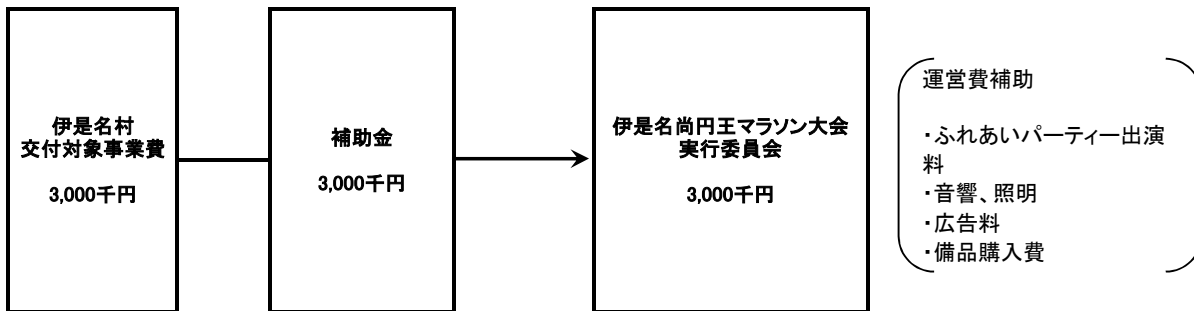 伊是名村
交付対象事業費
3,000千円
補助金
3,000千円
伊是名尚円王マラソン大会
実行委員会
3,000千円
運営費補助
・ふれあいパーティー出演
料
・音響、照明
・広告料
・備品購入費